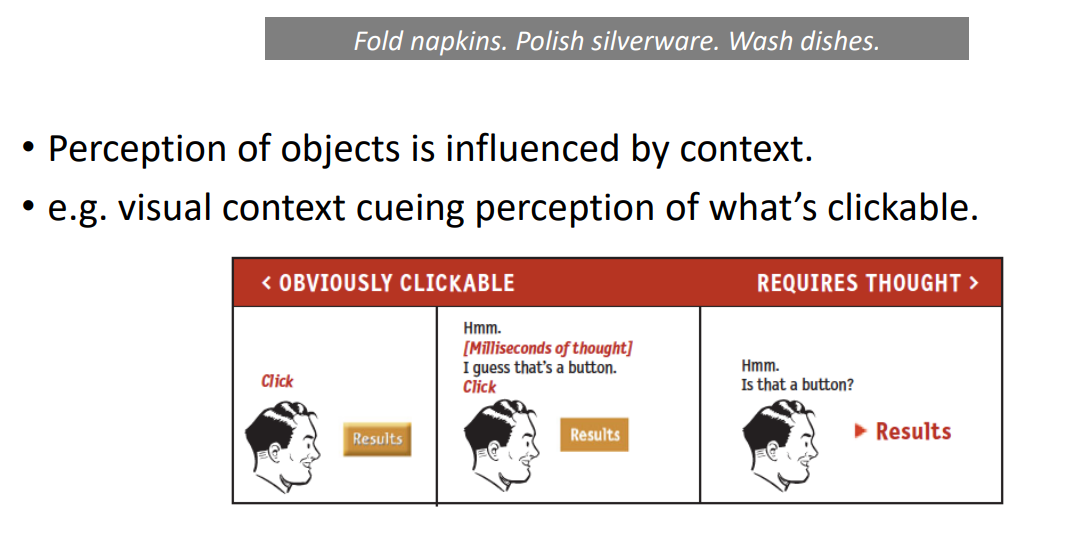 Fold napkins. Polish silverware. Wash dishes.
• Perception of objects is influenced by context.
• e.g. visual context cueing perception of what's clickable.
< OBVIOUSLY CLICKABLE
REQUIRES THOUGHT >
Click
Results
Hmm.
[Milliseconds of thought]
I guess that's a button.
Click
Results
Hmm.
Is that a button?
▶ Results